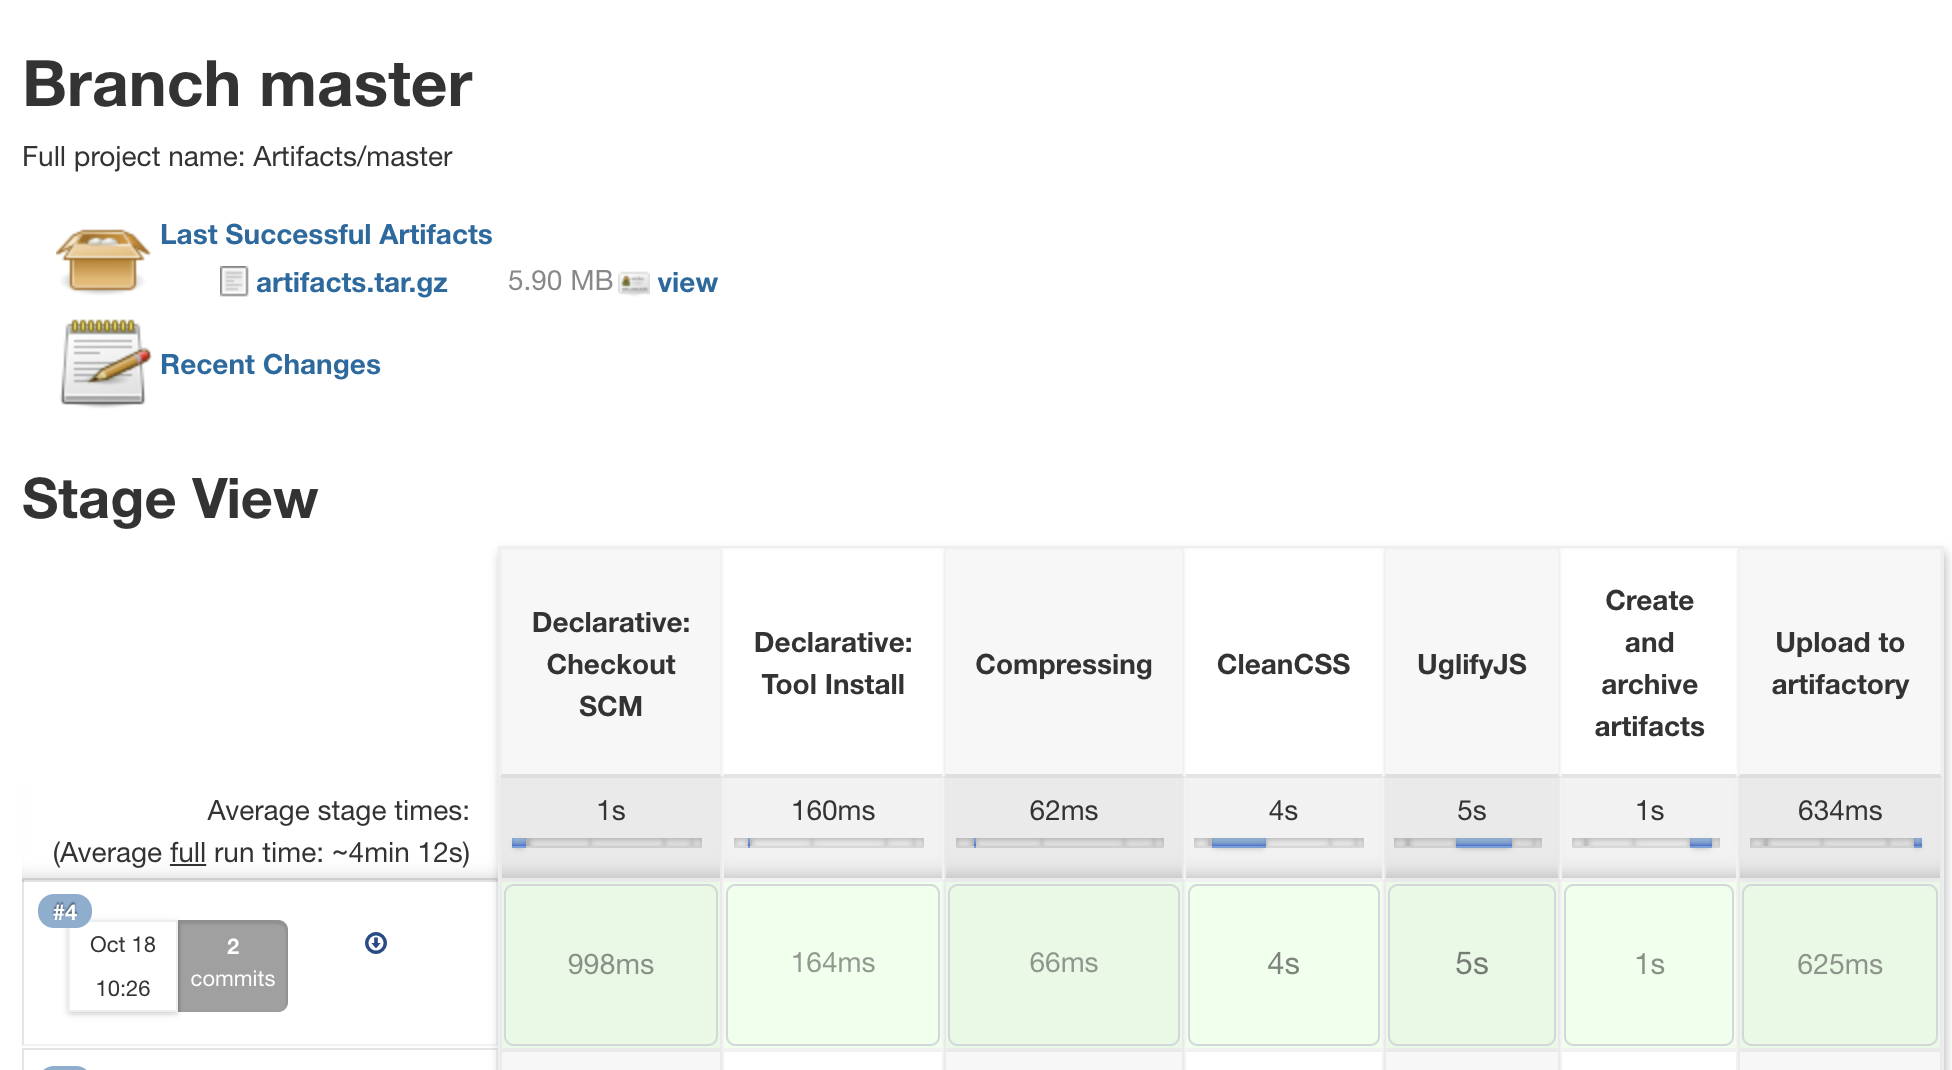 Branch master
Full project name: Artifacts/master
Last Successful Artifacts
artifacts.tar.gz 5.90 MB view
Recent Changes
Stage View
Declarative:
Checkout
SCM
Declarative:
Tool Install
Compressing
CleanCSS
UglifyJS
Create
and
archive
artifacts
Upload to
artifactory
Average stage times:
(Average full run time: ~4min 12s)
1s
160ms
62ms
4s
5s
1s
634ms
#4
Oct 18
10:26
2
commits
998ms
164ms
66ms
4s
5s
1s
625ms